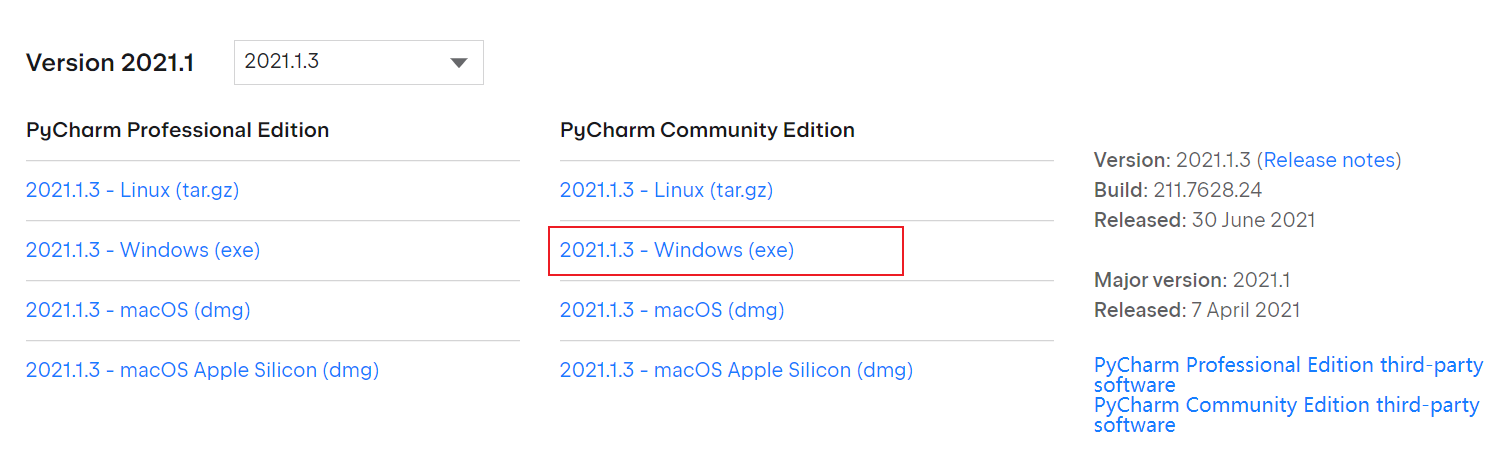 Version 2021.1
2021.1.3
PyCharm Professional Edition
2021.1.3 - Linux (tar.gz)
2021.1.3 - Windows (exe)
2021.1.3 - macOS (dmg)
2021.1.3 - macOS Apple Silicon (dmg)
PyCharm Community Edition
2021.1.3 - Linux (tar.gz)
2021.1.3 - Windows (exe)
2021.1.3 - macOS (dmg)
2021.1.3 - macOS Apple Silicon (dmg)
Version: 2021.1.3 (Release notes)
Build: 211.7628.24
Released: 30 June 2021
Major version: 2021.1
Released: 7 April 2021
PyCharm Professional Edition third-party
software
PyCharm Community Edition third-party
software